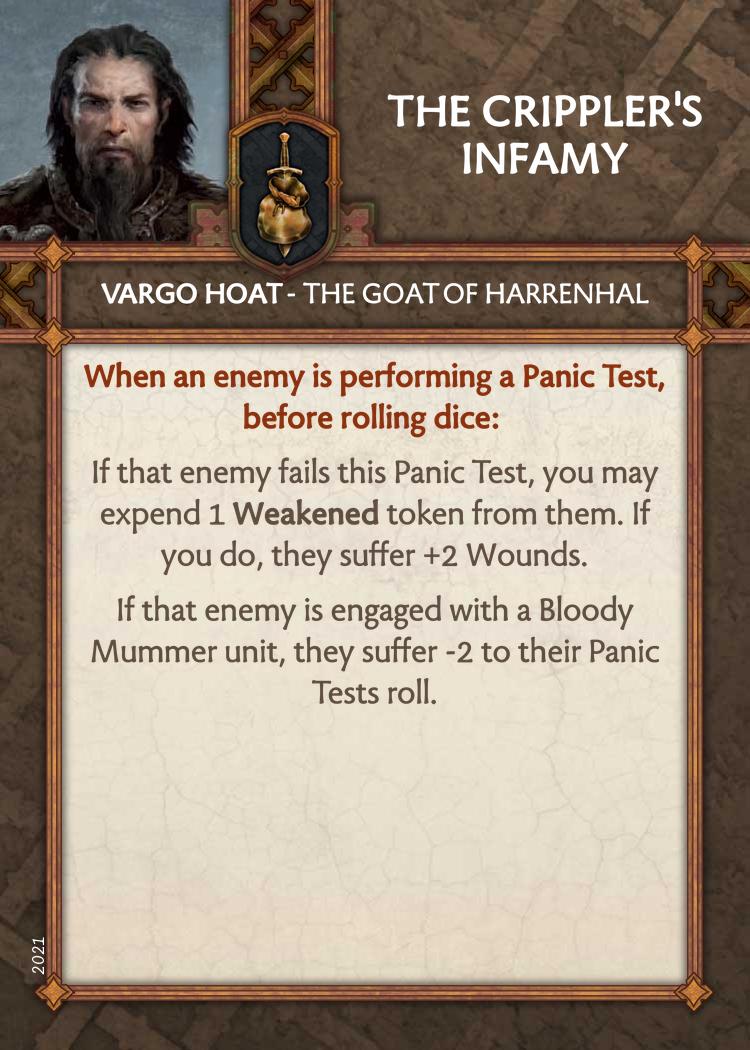 THE CRIPPLER'S
INFAMY
VARGO HOAT - THE GOAT OF HARRENHAL
When an enemy is performing a Panic Test,
before rolling dice:
If that enemy fails this Panic Test, you may
expend 1 Weakened token from them. If
you do, they suffer +2 Wounds.
If that enemy is engaged with a Bloody
Mummer unit, they suffer -2 to their Panic
Tests roll.
2021